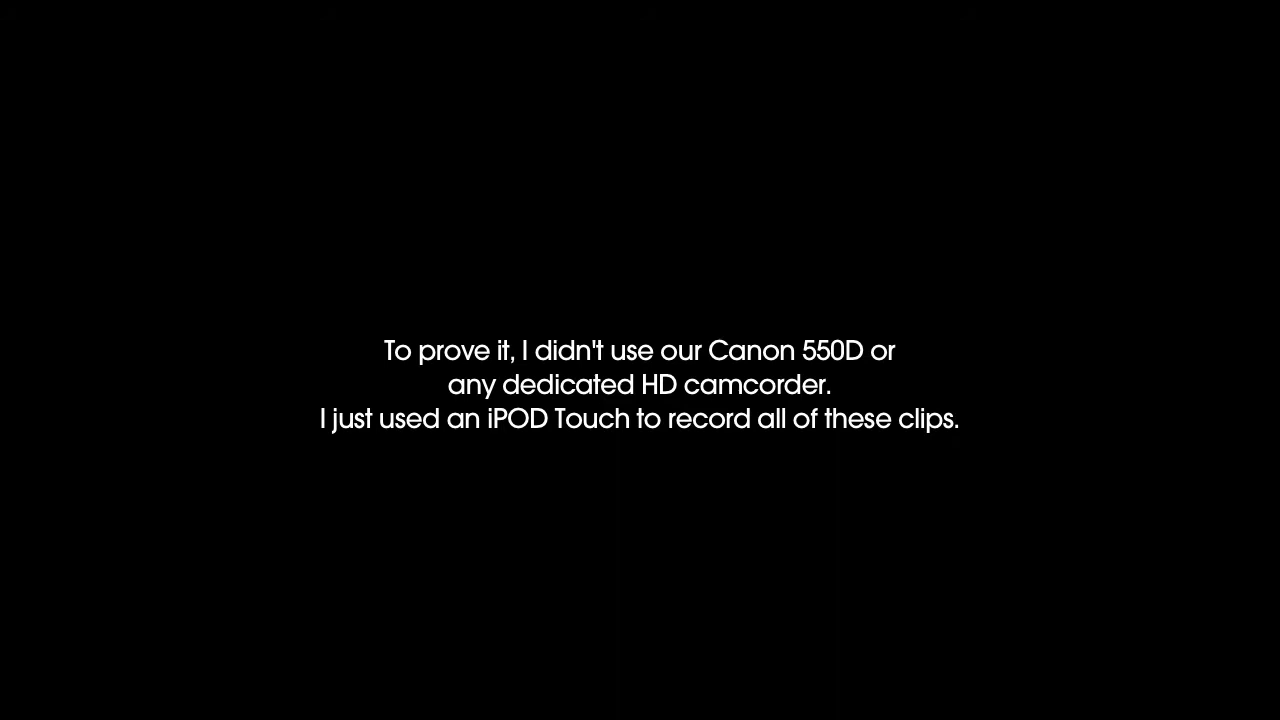 To prove it, I didn't use our Canon 550D or
any dedicated HD camcorder.
I just used an iPOD Touch to record all of these clips.